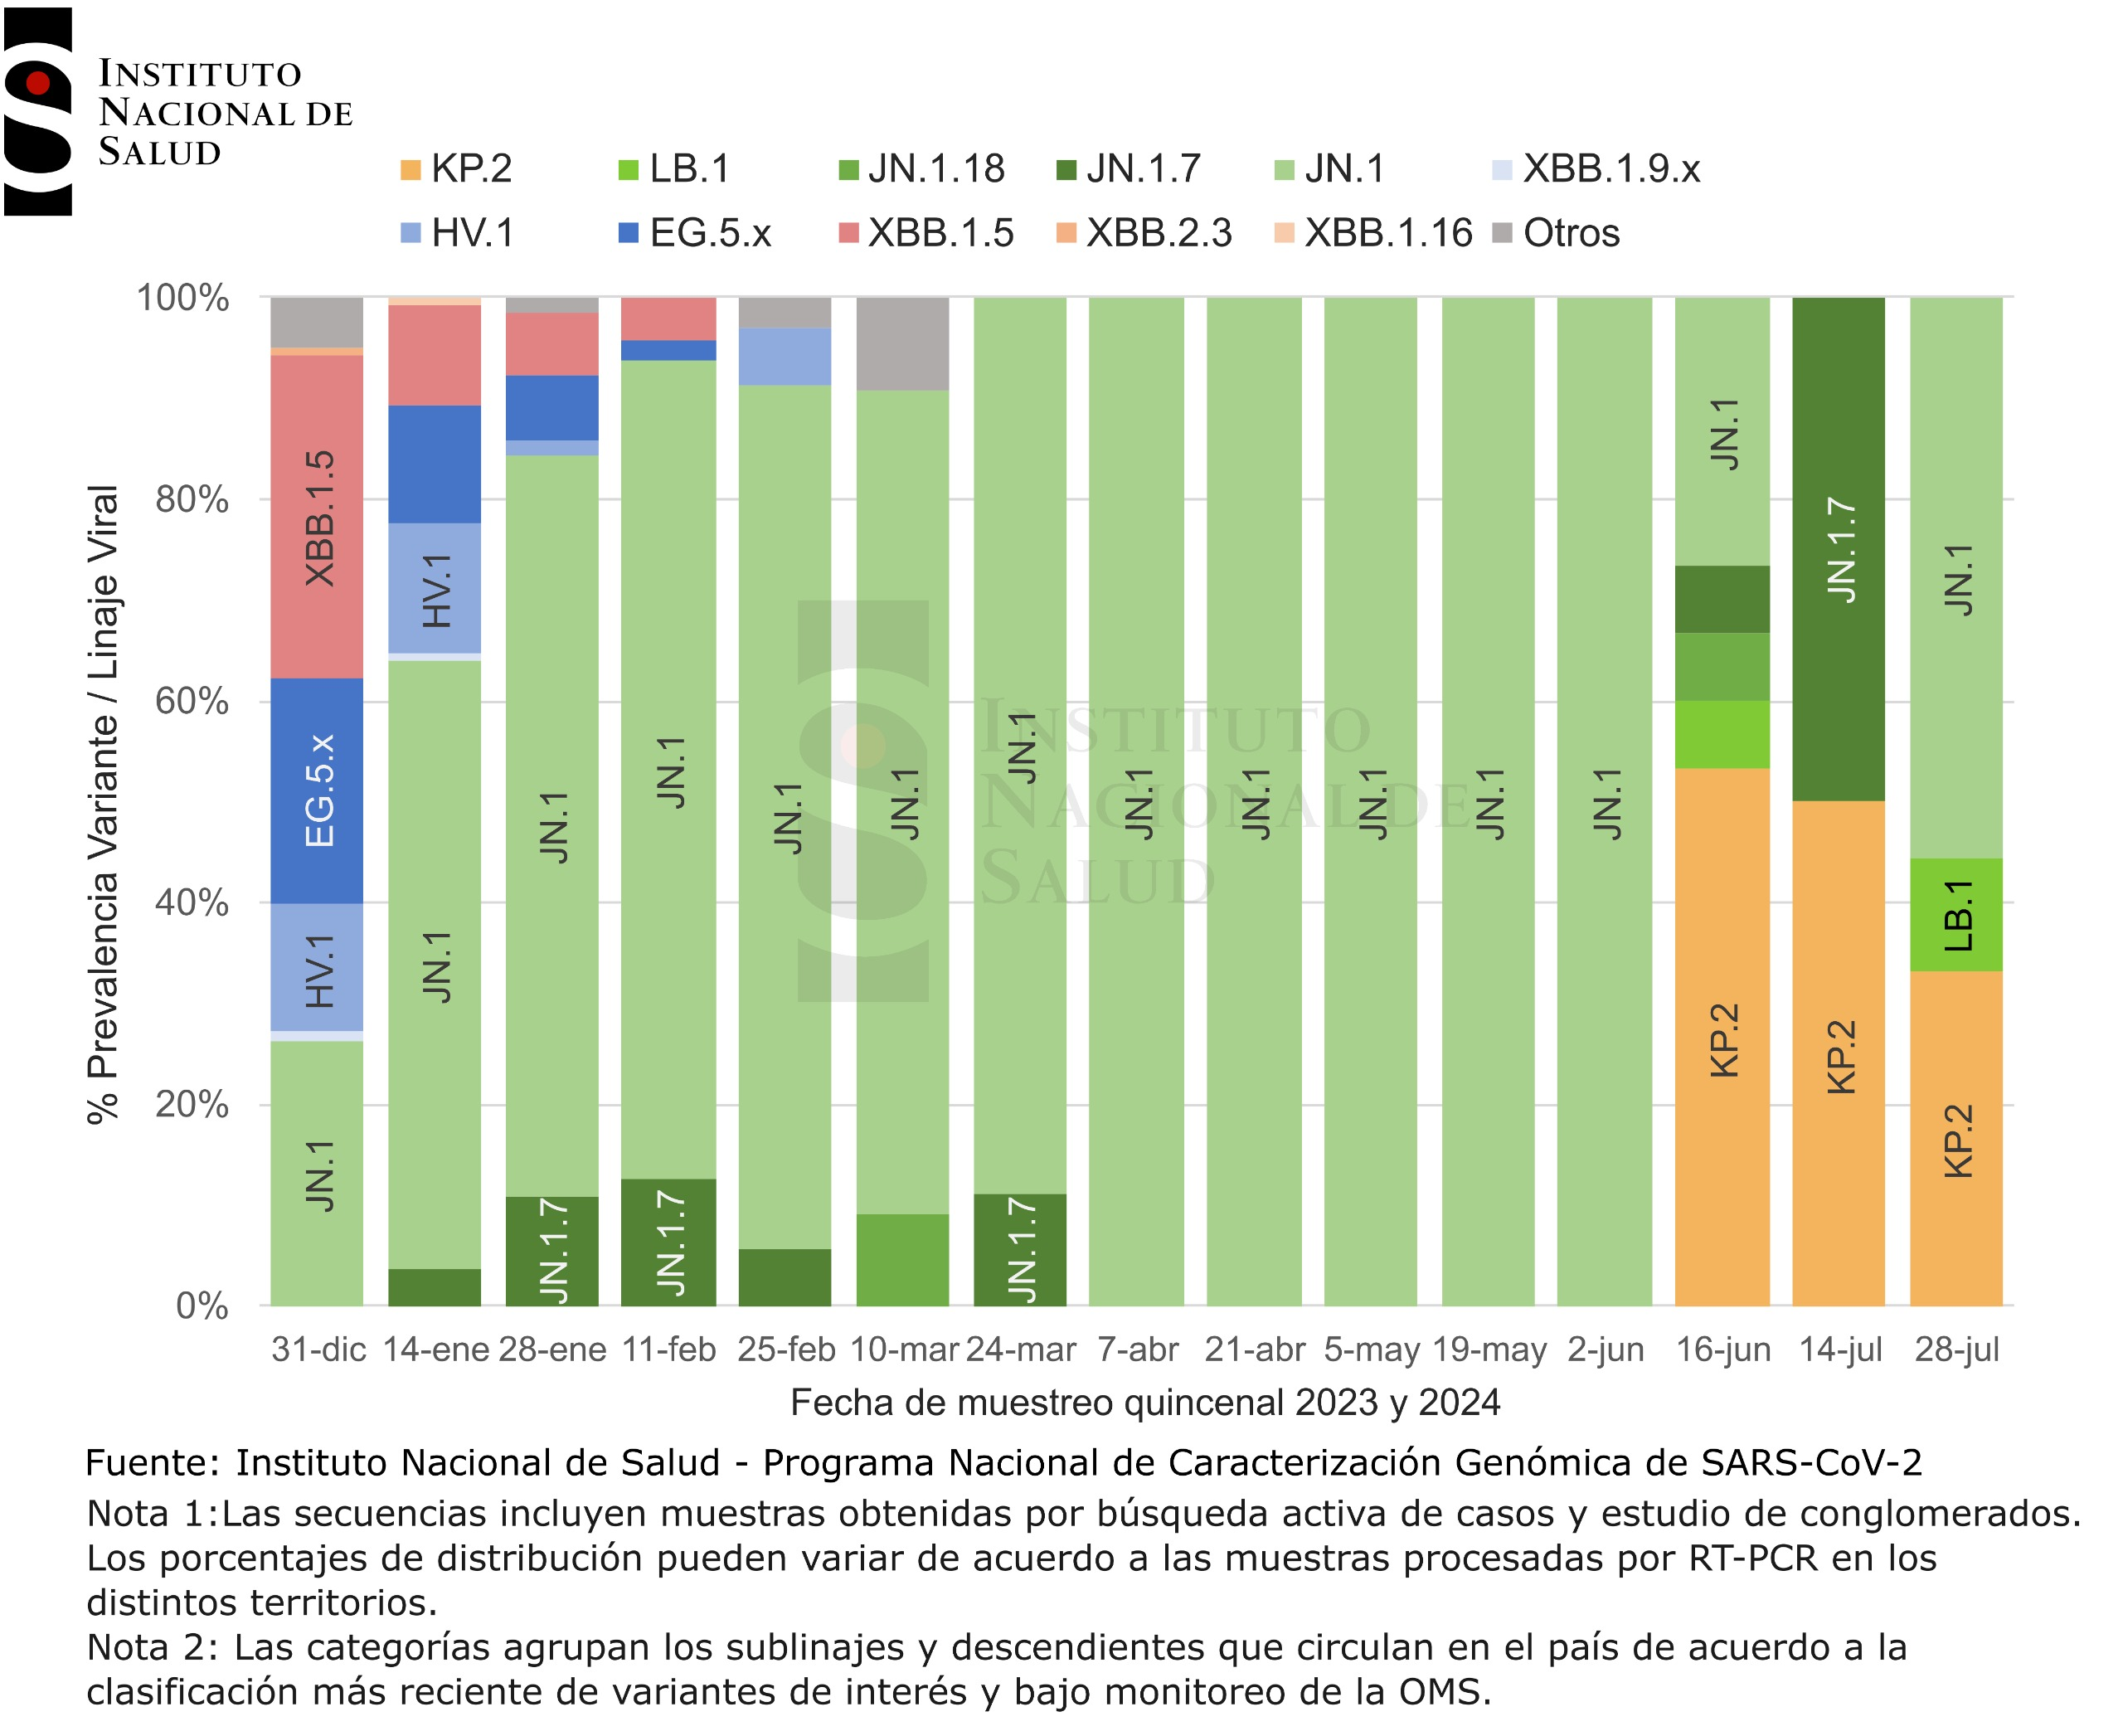 INSTITUTO
NACIONAL DE
SALUD
KP.2 LB.1 JN.1.18 JN.1.7 JN.1 XBB.1.9.x
HV.1 EG.5.x XBB.1.5 XBB.2.3 XBB.1.16 Otros
% Prevalencia Variante / Linaje Viral
100%
80%
60%
40%
20%
0%
XBB.1.5
EG.5.x
HV.1
JN.1
HV.1
JN.1
JN.1
JN.1.7
JN.1
JN.1.7
JN.1
JN.1
JN.1
JN.1.7
JN.1
JN.1
JN.1
JN.1
JN.1
JN.1
KP.2
JN.1.7
KP.2
JN.1
LB.1
KP.2
INSTITUTO
NACIONAL DE
SALUD
31-dic 14-ene 28-ene 11-feb 25-feb 10-mar 24-mar 7-abr 21-abr 5-may 19-may 2-jun 16-jun 14-jul 28-jul
Fecha de muestreo quincenal 2023 y 2024
Fuente: Instituto Nacional de Salud - Programa Nacional de Caracterización Genómica de SARS-CoV-2
Nota 1:Las secuencias incluyen muestras obtenidas por búsqueda activa de casos y estudio de conglomerados.
Los porcentajes de distribución pueden variar de acuerdo a las muestras procesadas por RT-PCR en los
distintos territorios.
Nota 2: Las categorías agrupan los sublinajes y descendientes que circulan en el país de acuerdo a la
clasificación más reciente de variantes de interés y bajo monitoreo de la OMS.